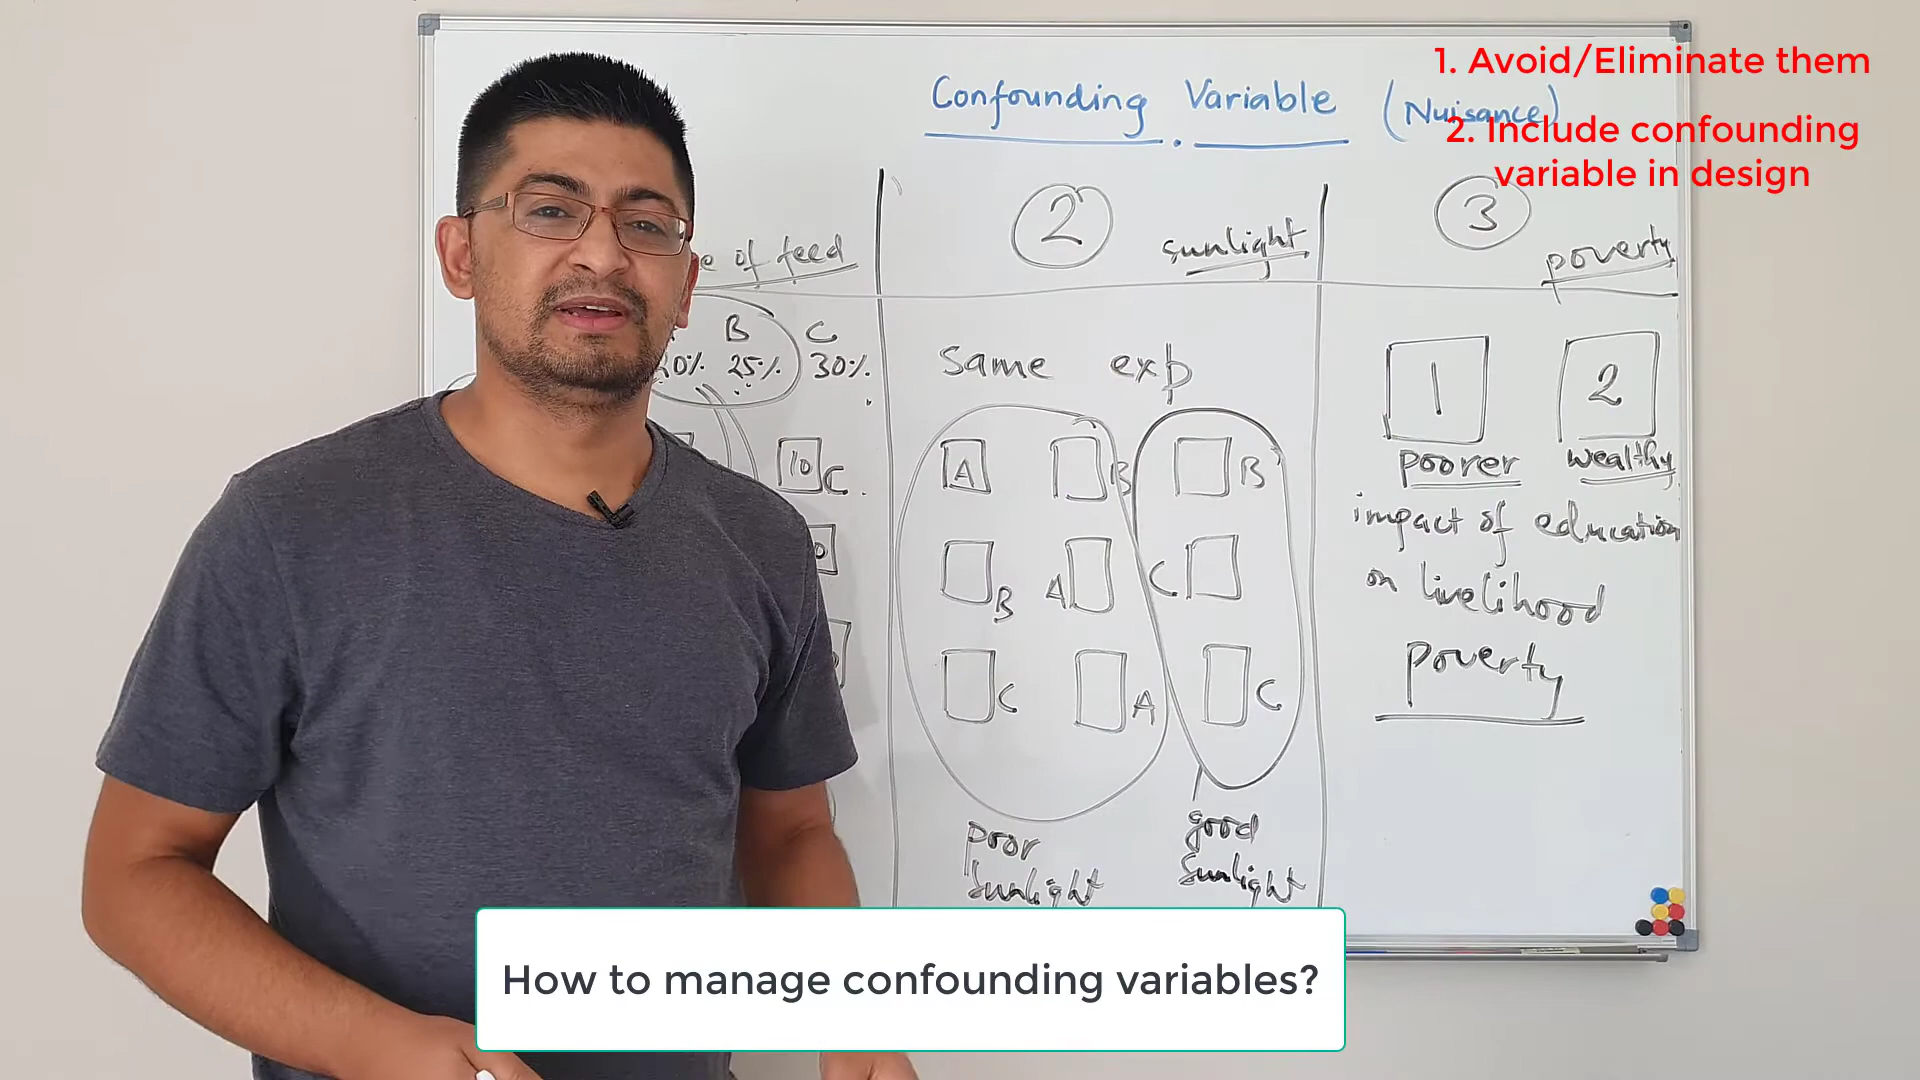 1. Avoid/Eliminate them
Confounding Variable (Nuisance)
2. Include confounding
variable in design
2
3
of feed
sunlight
poverty
B C
20% 25% 30%
Same exp
1 2
poorer wealthy
A B B
10 C
impact of education
B A C
on livelihood
C A C
poverty
poor
sunlight
good
sunlight
How to manage confounding variables?